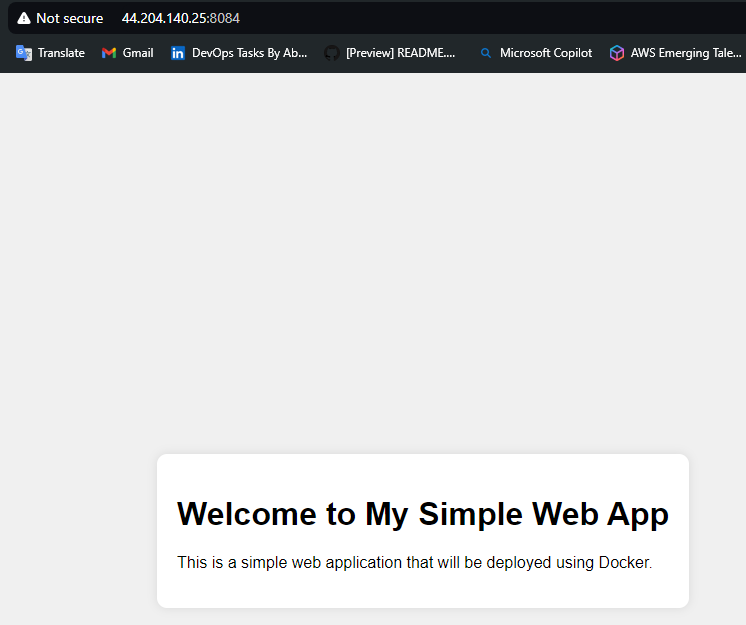 Not secure 44.204.140.25:8084
Translate Gmail DevOps Tasks By Ab... [Preview] README.... Microsoft Copilot AWS Emerging Tale...
Welcome to My Simple Web App
This is a simple web application that will be deployed using Docker.